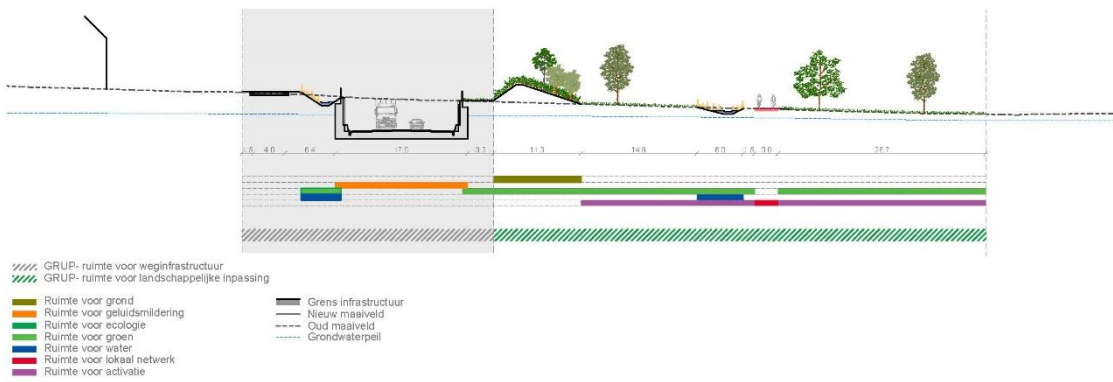 .5 4.0 6.4 17.5 3.1 11.3 14.9 6.0 1.5 3.0 26.7
GRUP- ruimte voor weginfrastructuur
GRUP- ruimte voor landschappelijke inpassing
Ruimte voor grond
Ruimte voor geluidsmildering
Ruimte voor ecologie
Ruimte voor groen
Ruimte voor water
Ruimte voor lokaal netwerk
Ruimte voor activatie
Grens infrastructuur
Nieuw maaiveld
Oud maaiveld
Grondwaterpeil